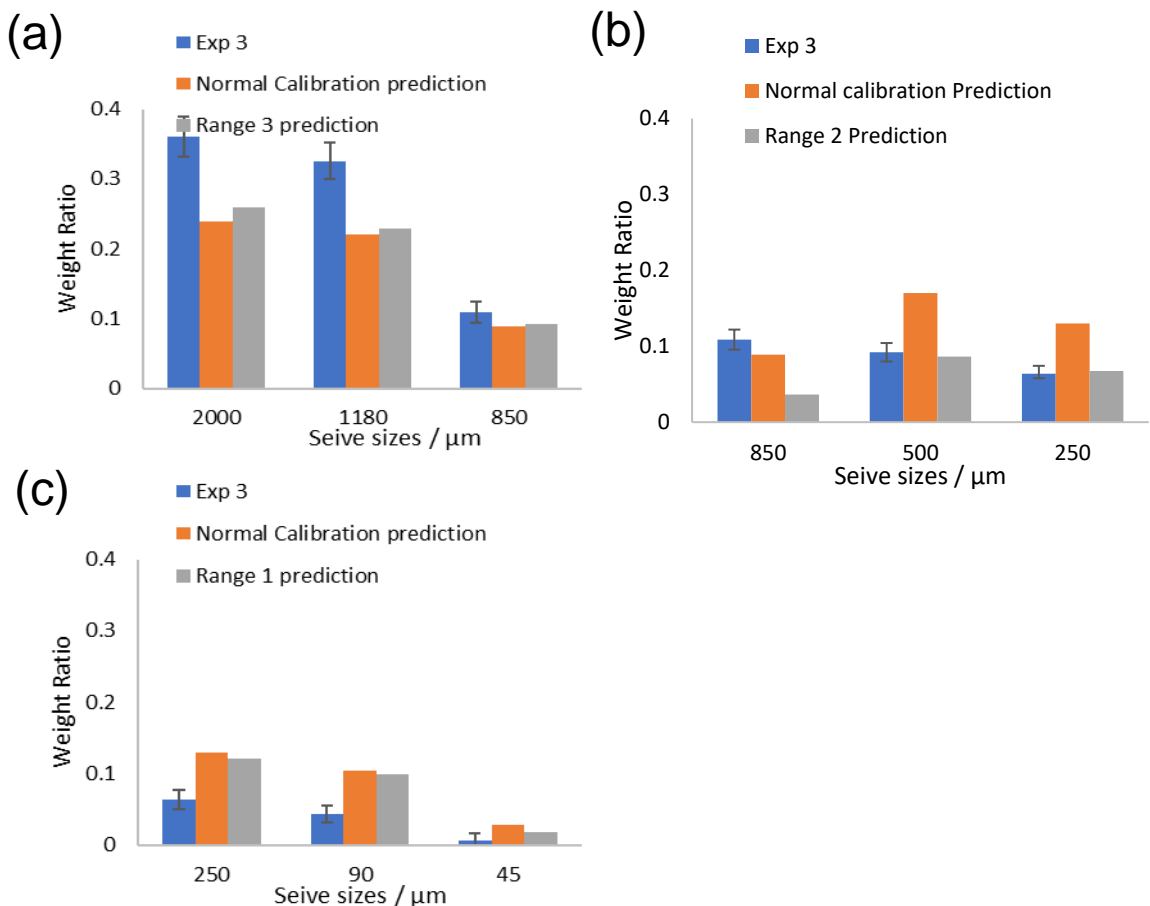 (a)
Exp 3
Normal Calibration prediction
Range 3 prediction
0.4
0.3
0.2
0.1
0
Weight Ratio
2000 1180 850
Seive sizes / µm
(b)
Exp 3
Normal calibration Prediction
Range 2 Prediction
0.4
0.3
0.2
0.1
0
Weight Ratio
850 500 250
Seive sizes / µm
(c)
Exp 3
Normal Calibration prediction
Range 1 prediction
0.4
0.3
0.2
0.1
0
Weight Ratio
250 90 45
Seive sizes / µm